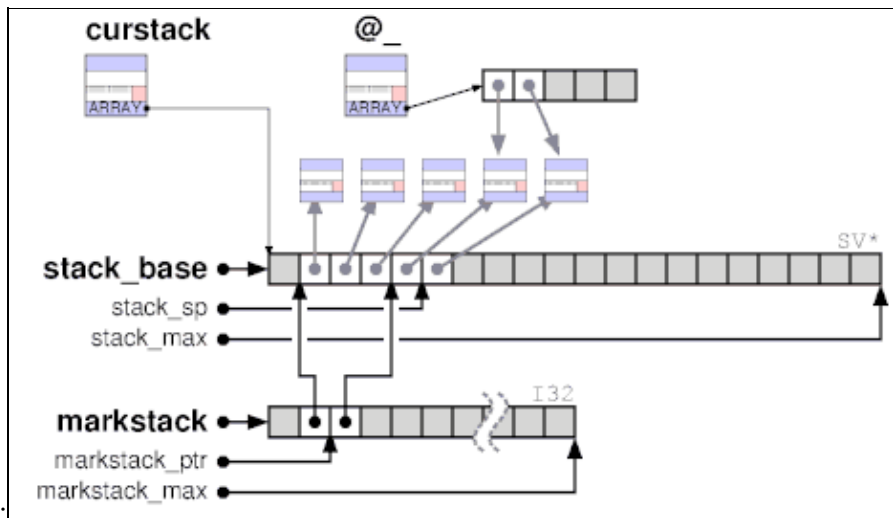 curstack @_
ARRAY ARRAY
SV*
stack_base
stack_sp
stack_max
I32
markstack
markstack_ptr
markstack_max
.